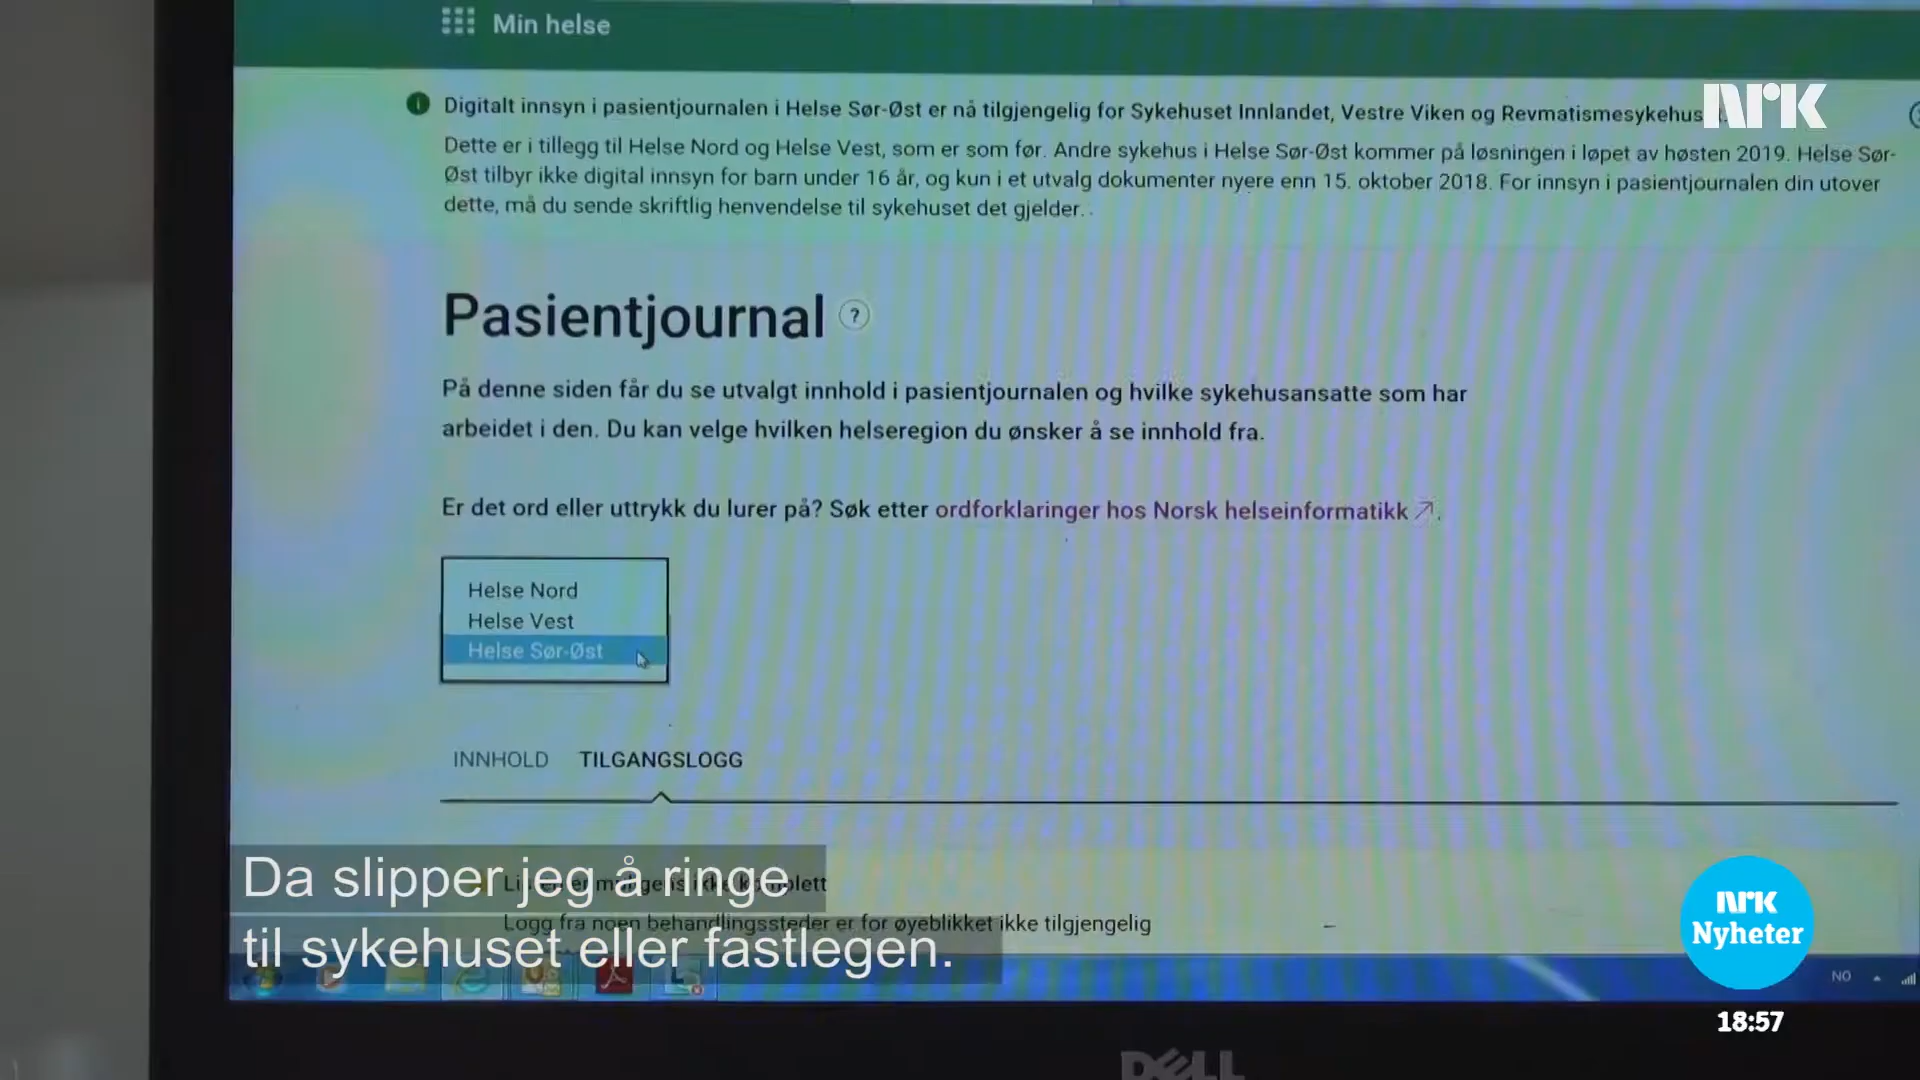 Min helse
Digitalt innsyn i pasientjournalen i Helse Sør-Øst er nå tilgjengelig for Sykehuset Innlandet, Vestre Viken og
nrk
Dette er i tillegg til Helse Nord og Helse Vest, som er som før. Andre sykehus i Helse Sør-Øst kommer på løsningen i løpet av høsten 2019. Helse Sør-
Øst tilbyr ikke digital innsyn for barn under 16 år, og kun i et utvalg dokumenter nyere enn 15. oktober 2018. For innsyn i pasientjournalen din utover
dette, må du sende skriftlig henvendelse til sykehuset det gjelder.
Pasientjournal ?
På denne siden får du se utvalgt innhold i pasientjournalen og hvilke sykehusansatte som har
arbeidet i den. Du kan velge hvilken helseregion du ønsker å se innhold fra.
Er det ord eller uttrykk du lurer på? Søk etter ordforklaringer hos Norsk helseinformatikk.
Helse Nord
Helse Vest
Helse Sør-Øst
INNHOLD TILGANGSLOGG
Da slipper jeg å ringe
Logg fra noen behandlingssteder er for øyeblikket ikke tilgjengelig
til sykehuset eller fastlegen.
nrk
Nyheter
NO
18:57
DELL